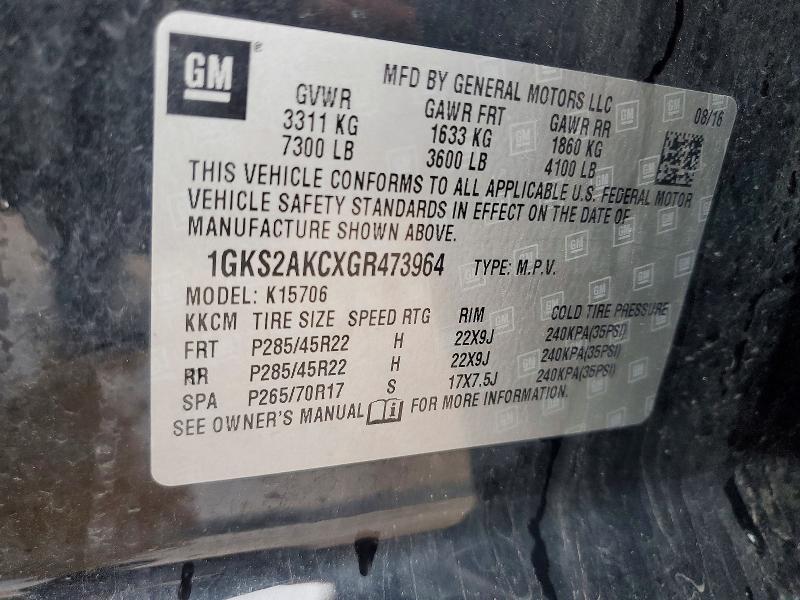 GM ®
MFD BY GENERAL MOTORS LLC
08/16
GVWR GAWR FRT GAWR RR
3311 KG 1633 KG 1860 KG
7300 LB 3600 LB 4100 LB
THIS VEHICLE CONFORMS TO ALL APPLICABLE U.S. FEDERAL MOTOR
VEHICLE SAFETY STANDARDS IN EFFECT ON THE DATE OF
MANUFACTURE SHOWN ABOVE.
1GKS2AKCXGR473964 TYPE: M.P.V.
MODEL: K15706
KKCM TIRE SIZE SPEED RTG RIM COLD TIRE PRESSURE
FRT P285/45R22 H 22X9J 240KPA(35PSI)
RR P285/45R22 H 22X9J 240KPA(35PSI)
SPA P265/70R17 S 17X7.5J 240KPA(35PSI)
SEE OWNER'S MANUAL i FOR MORE INFORMATION.